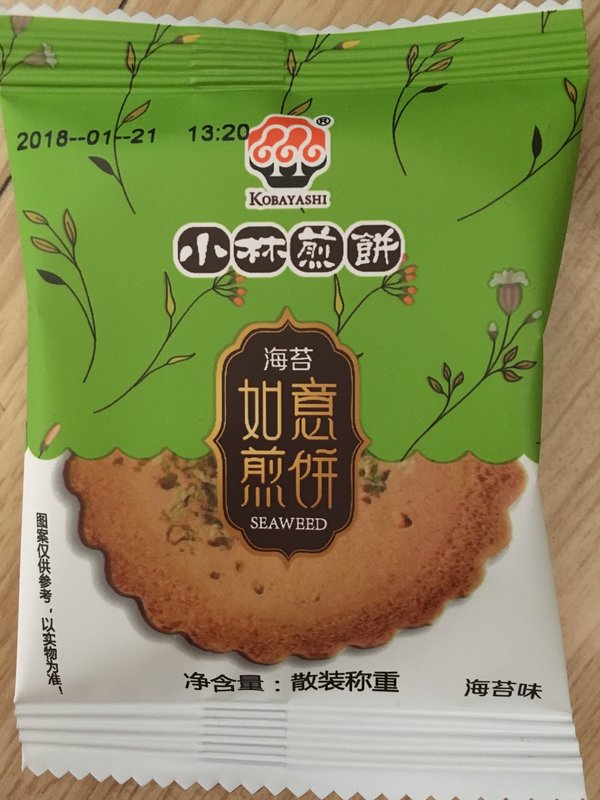 2018--01--21 13:20
®
KOBAYASHI
小林煎餅
海苔
如意
煎饼
SEAWEED
图案仅供参考，以实物为准！
净含量：散装称重
海苔味